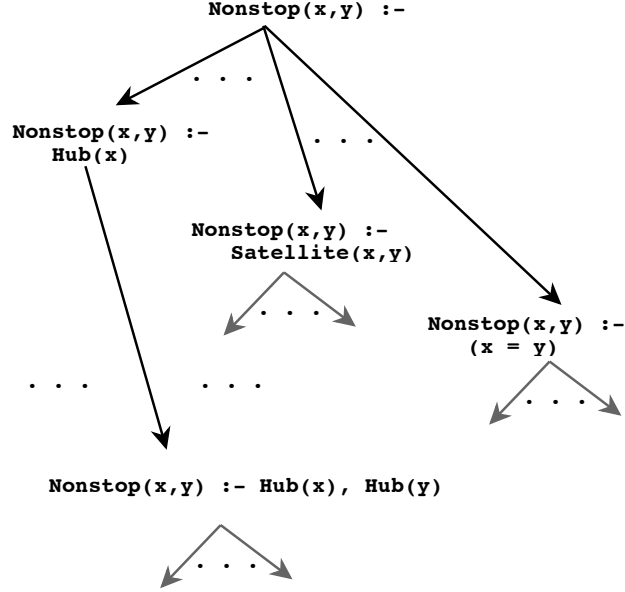 Nonstop(x,y) :-
. . .
Nonstop(x,y) :-
Hub(x)
. . .
Nonstop(x,y) :-
Satellite(x,y)
. . .
Nonstop(x,y) :-
(x = y)
. . . . . .
. . .
Nonstop(x,y) :- Hub(x), Hub(y)
. . .